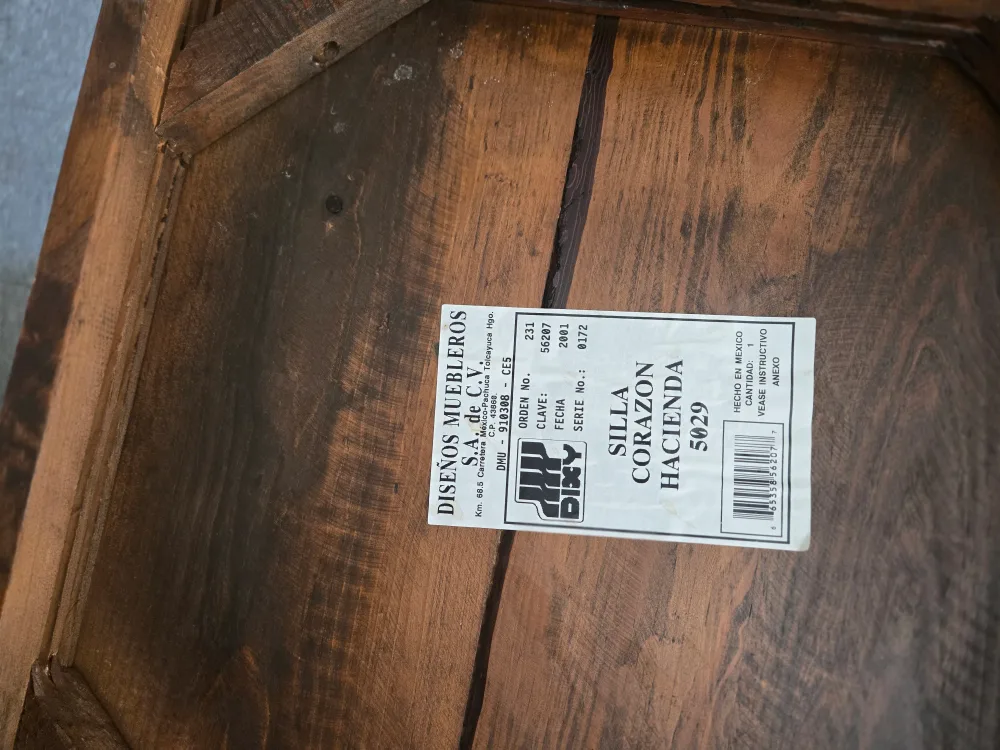 DISEÑOS MUEBLEROS
S.A. de C.V.
Km. 66.5 Carretera México-Pachuca Tolcayuca Hgo.
C.P. 43860.
DMU - 910308 - CE5
DIXY
ORDEN No. 231
CLAVE: 56207
FECHA 2001
SERIE No.: 0172
SILLA
CORAZON
HACIENDA
5029
HECHO EN MEXICO
CANTIDAD: 1
VEASE INSTRUCTIVO
ANEXO